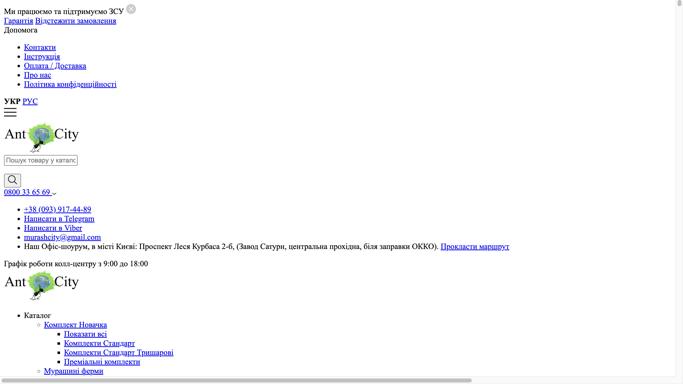 Ми працюємо та підтримуємо ЗСУ
Гарантія Відстежити замовлення
Допомога
Контакти
Інструкція
Оплата / Доставка
Про нас
Політика конфіденційності
УКР РУС
Ant City
Пошук товару у катало
0800 33 65 69
+38 (093) 917-44-89
Написати в Telegram
Написати в Viber
murashcity@gmail.com
Наш Офіс-шоурум, в місті Києві: Проспект Леся Курбаса 2-б, (Завод Сатурн, центральна прохідна, біля заправки ОККО). Прокласти маршрут
Графік роботи колл-центру з 9:00 до 18:00
Ant City
Каталог
Комплект Новачка
Показати всі
Комплекти Стандарт
Комплекти Стандарт Тришарові
Преміальні комплекти
Мурашині ферми